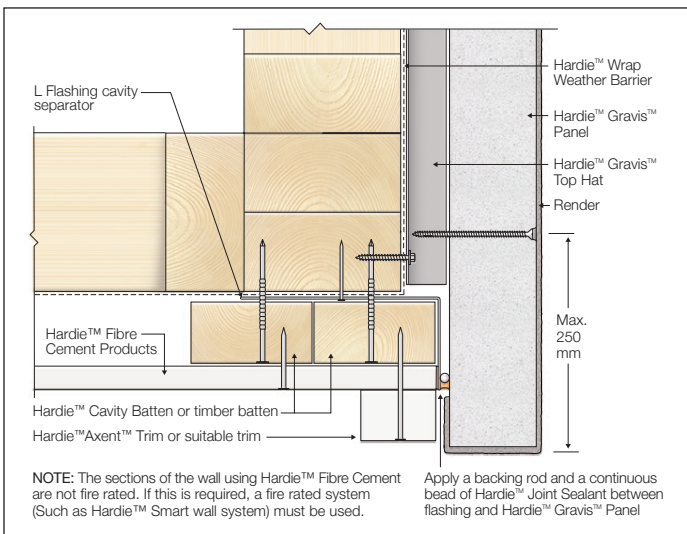 L Flashing cavity
separator
Hardie™ Wrap
Weather Barrier
Hardie™ Gravis™
Panel
Hardie™ Gravis™
Top Hat
Render
Max.
250
mm
Hardie™ Fibre
Cement Products
Hardie™ Cavity Batten or timber batten
Hardie™Axent™ Trim or suitable trim
NOTE: The sections of the wall using Hardie™ Fibre Cement
are not fire rated. If this is required, a fire rated system
(Such as Hardie™ Smart wall system) must be used.
Apply a backing rod and a continuous
bead of Hardie™ Joint Sealant between
flashing and Hardie™ Gravis™ Panel